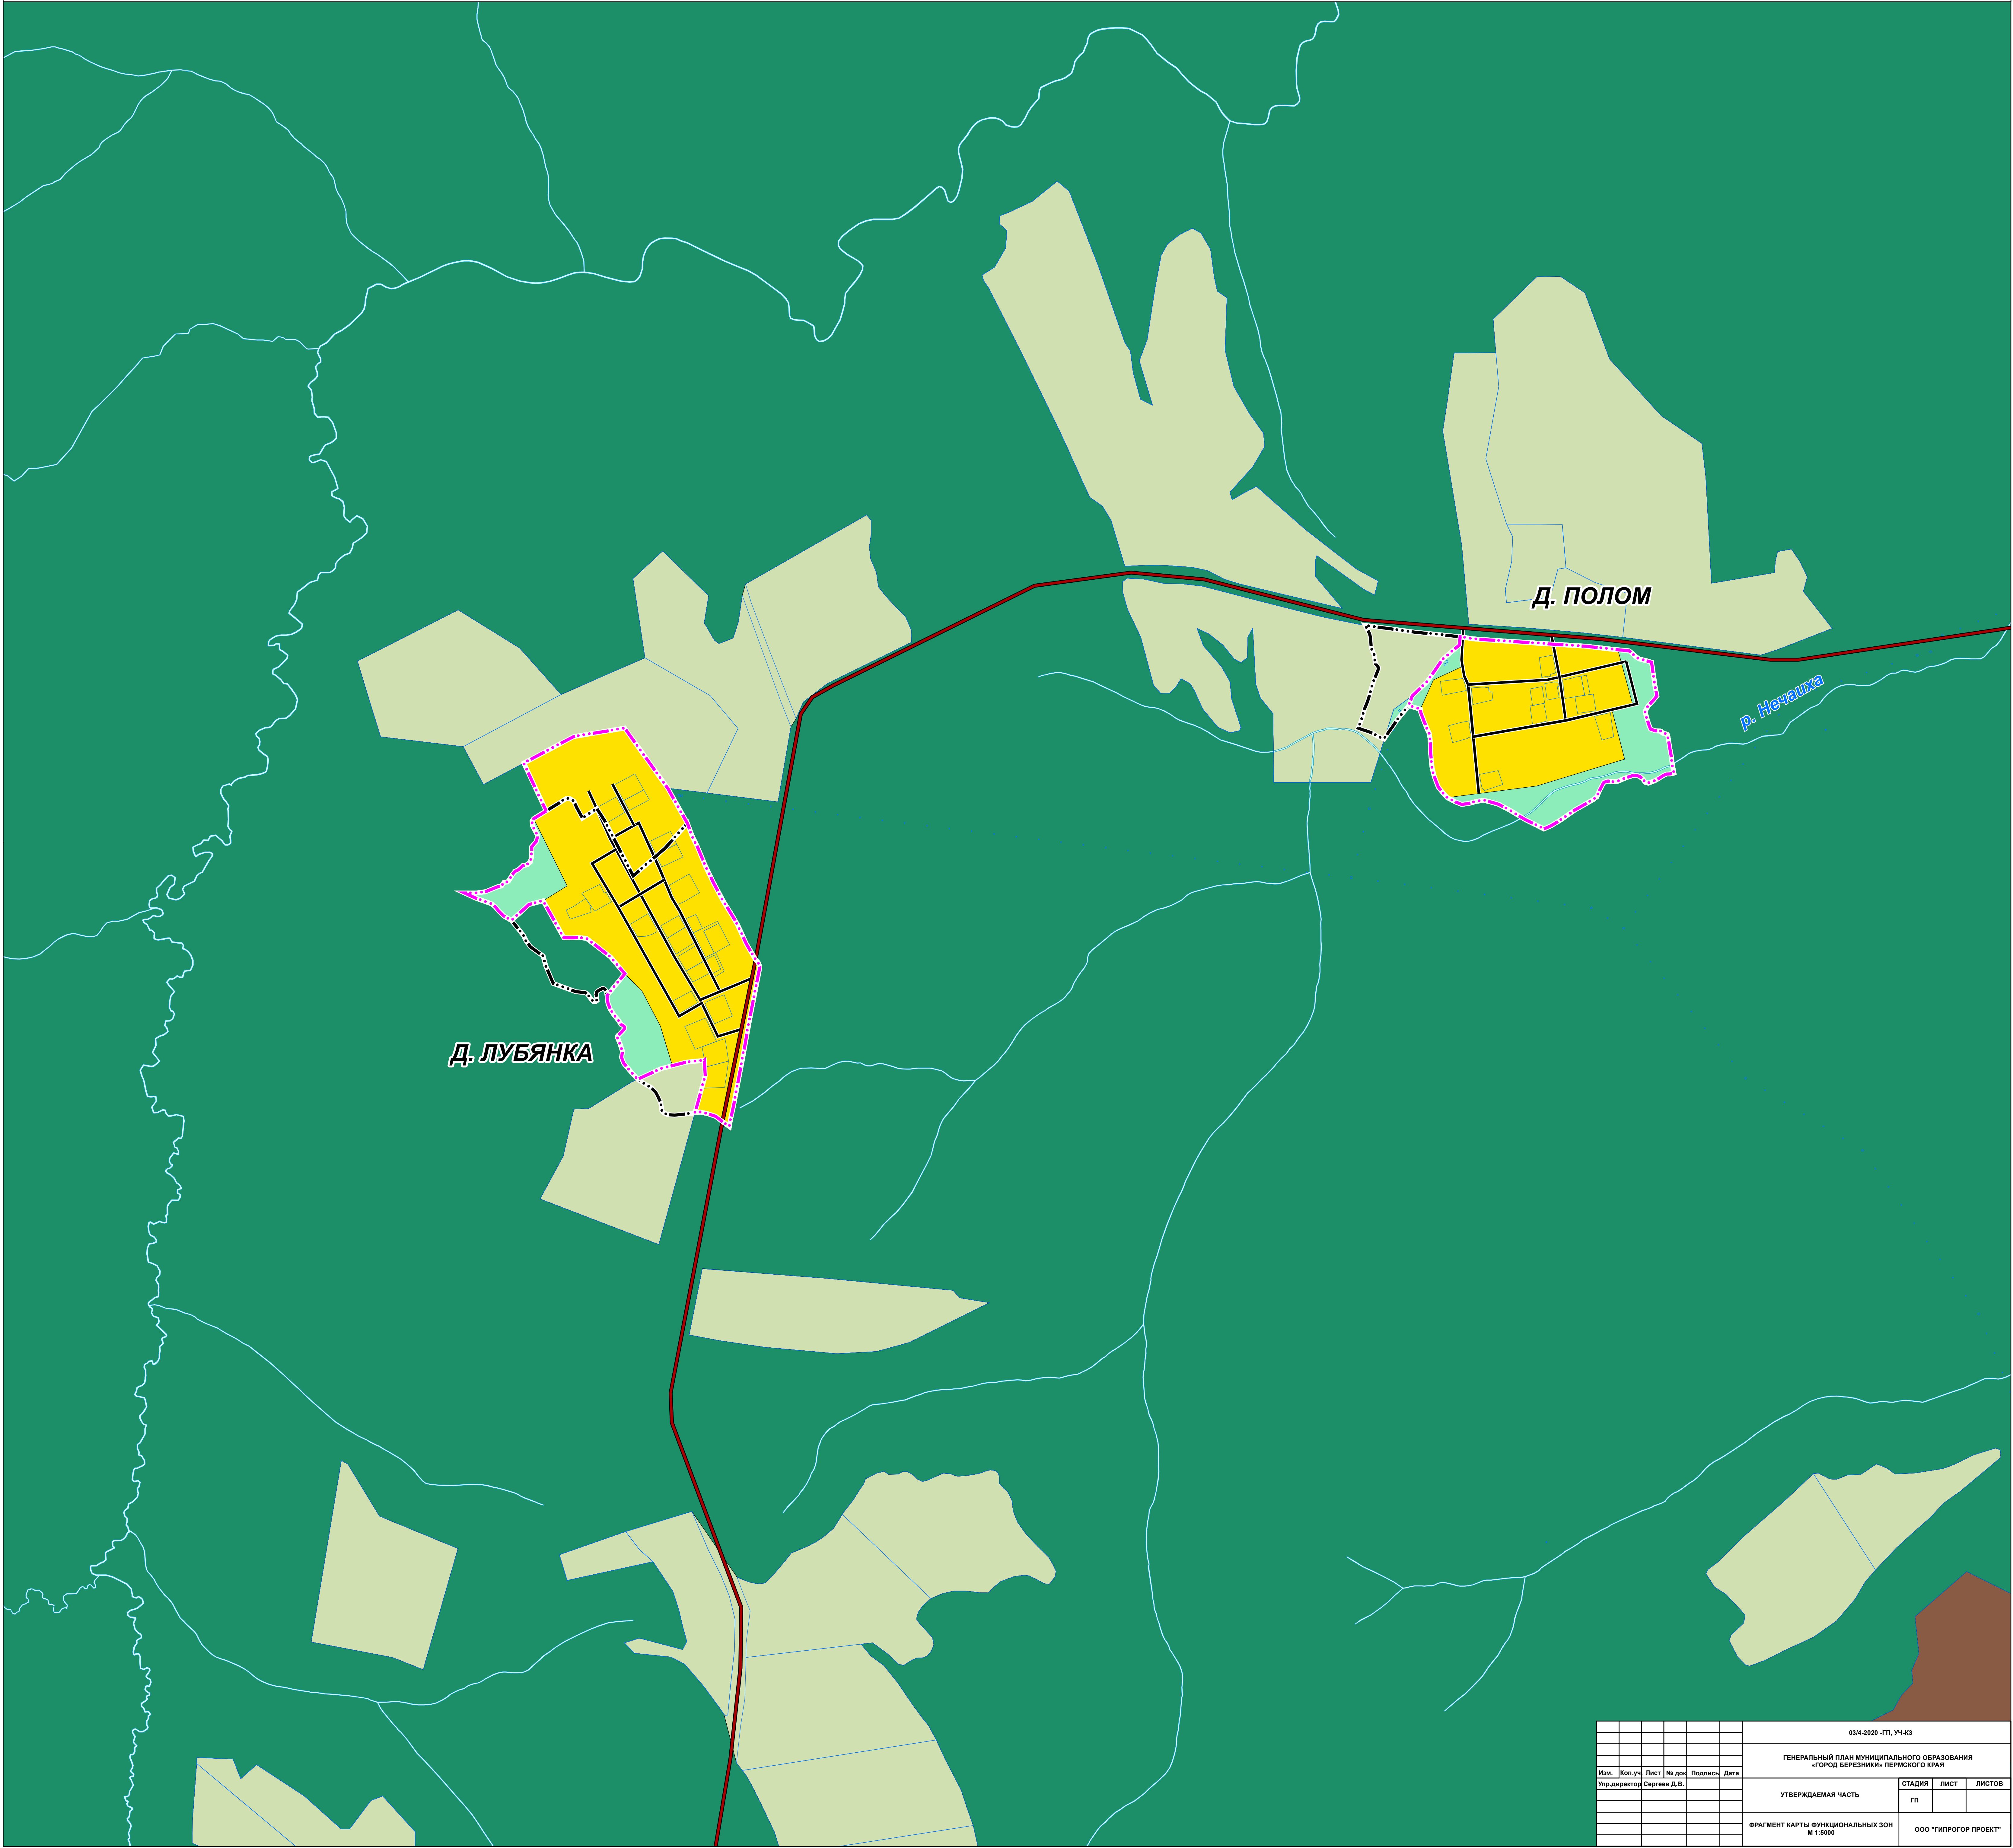 Д. ПОЛОМ
р. Нечаиха
Д. ЛУБЯНКА
03/4-2020 -ГП, УЧ-КЗ
ГЕНЕРАЛЬНЫЙ ПЛАН МУНИЦИПАЛЬНОГО ОБРАЗОВАНИЯ
«ГОРОД БЕРЕЗНИКИ» ПЕРМСКОГО КРАЯ
Изм. Кол.уч. Лист № док Подпись Дата
Упр.директор Сергеев Д.В.
УТВЕРЖДАЕМАЯ ЧАСТЬ
СТАДИЯ ЛИСТ ЛИСТОВ
ГП
ФРАГМЕНТ КАРТЫ ФУНКЦИОНАЛЬНЫХ ЗОН
М 1:5000
ООО "ГИПРОГОР ПРОЕКТ"